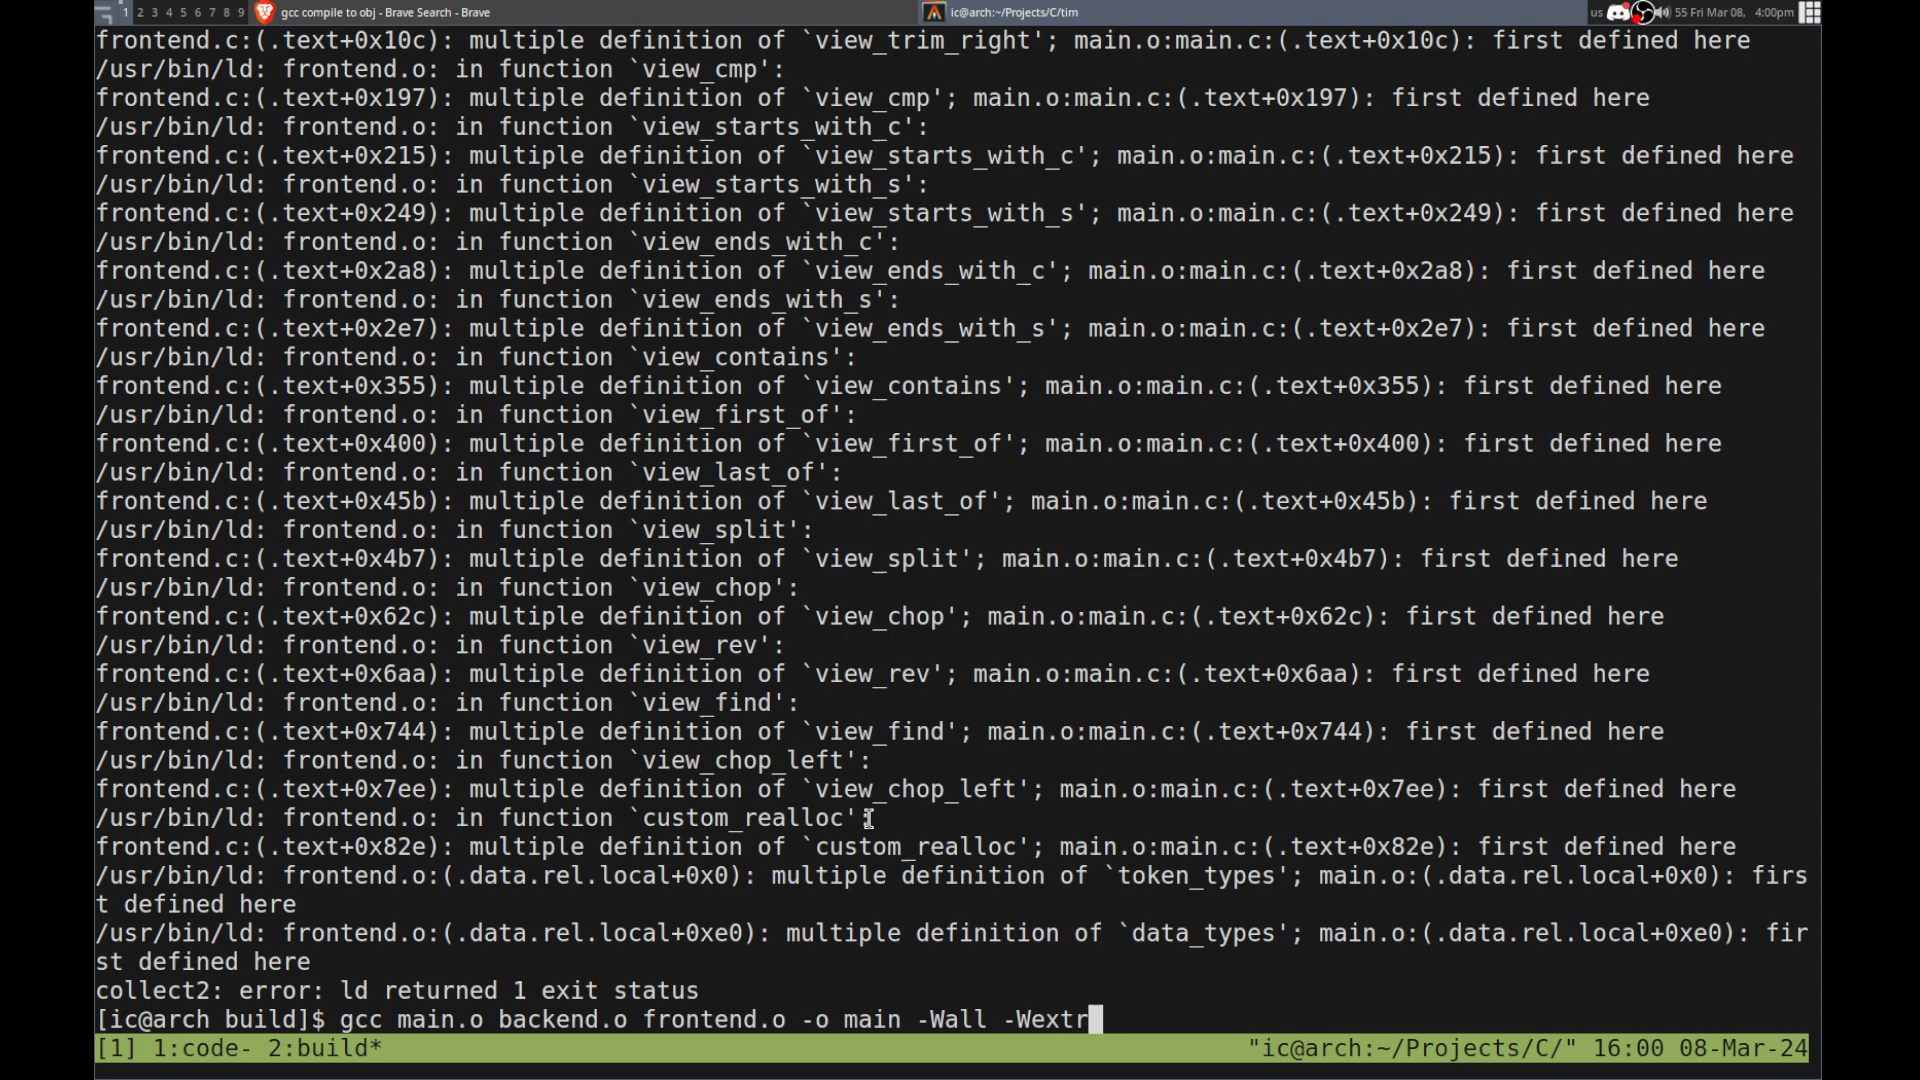 1 2 3 4 5 6 7 8 9 gcc compile to obj - Brave Search - Brave ic@arch:~/Projects/C/tim us 55 Fri Mar 08, 4:00pm
frontend.c:(.text+0x10c): multiple definition of `view_trim_right'; main.o:main.c:(.text+0x10c): first defined here
/usr/bin/ld: frontend.o: in function `view_cmp':
frontend.c:(.text+0x197): multiple definition of `view_cmp'; main.o:main.c:(.text+0x197): first defined here
/usr/bin/ld: frontend.o: in function `view_starts_with_c':
frontend.c:(.text+0x215): multiple definition of `view_starts_with_c'; main.o:main.c:(.text+0x215): first defined here
/usr/bin/ld: frontend.o: in function `view_starts_with_s':
frontend.c:(.text+0x249): multiple definition of `view_starts_with_s'; main.o:main.c:(.text+0x249): first defined here
/usr/bin/ld: frontend.o: in function `view_ends_with_c':
frontend.c:(.text+0x2a8): multiple definition of `view_ends_with_c'; main.o:main.c:(.text+0x2a8): first defined here
/usr/bin/ld: frontend.o: in function `view_ends_with_s':
frontend.c:(.text+0x2e7): multiple definition of `view_ends_with_s'; main.o:main.c:(.text+0x2e7): first defined here
/usr/bin/ld: frontend.o: in function `view_contains':
frontend.c:(.text+0x355): multiple definition of `view_contains'; main.o:main.c:(.text+0x355): first defined here
/usr/bin/ld: frontend.o: in function `view_first_of':
frontend.c:(.text+0x400): multiple definition of `view_first_of'; main.o:main.c:(.text+0x400): first defined here
/usr/bin/ld: frontend.o: in function `view_last_of':
frontend.c:(.text+0x45b): multiple definition of `view_last_of'; main.o:main.c:(.text+0x45b): first defined here
/usr/bin/ld: frontend.o: in function `view_split':
frontend.c:(.text+0x4b7): multiple definition of `view_split'; main.o:main.c:(.text+0x4b7): first defined here
/usr/bin/ld: frontend.o: in function `view_chop':
frontend.c:(.text+0x62c): multiple definition of `view_chop'; main.o:main.c:(.text+0x62c): first defined here
/usr/bin/ld: frontend.o: in function `view_rev':
frontend.c:(.text+0x6aa): multiple definition of `view_rev'; main.o:main.c:(.text+0x6aa): first defined here
/usr/bin/ld: frontend.o: in function `view_find':
frontend.c:(.text+0x744): multiple definition of `view_find'; main.o:main.c:(.text+0x744): first defined here
/usr/bin/ld: frontend.o: in function `view_chop_left':
frontend.c:(.text+0x7ee): multiple definition of `view_chop_left'; main.o:main.c:(.text+0x7ee): first defined here
/usr/bin/ld: frontend.o: in function `custom_realloc':
frontend.c:(.text+0x82e): multiple definition of `custom_realloc'; main.o:main.c:(.text+0x82e): first defined here
/usr/bin/ld: frontend.o:(.data.rel.local+0x0): multiple definition of `token_types'; main.o:(.data.rel.local+0x0): firs
t defined here
/usr/bin/ld: frontend.o:(.data.rel.local+0xe0): multiple definition of `data_types'; main.o:(.data.rel.local+0xe0): fir
st defined here
collect2: error: ld returned 1 exit status
[ic@arch build]$ gcc main.o backend.o frontend.o -o main -Wall -Wextr
[1] 1:code- 2:build* "ic@arch:~/Projects/C/" 16:00 08-Mar-24